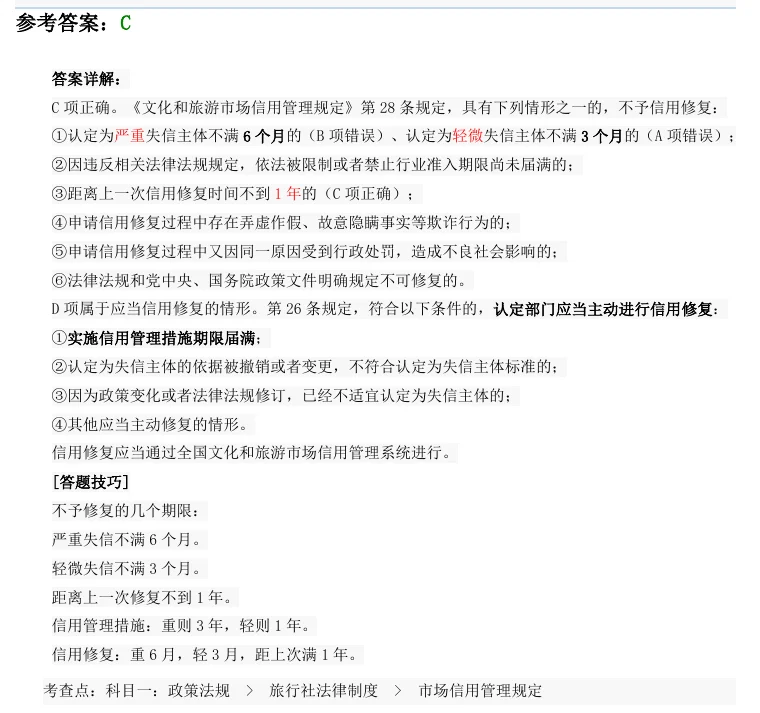 参考答案：C
答案详解：
C 项正确。《文化和旅游市场信用管理规定》第 28 条规定，具有下列情形之一的，不予信用修复：
①认定为严重失信主体不满 6 个月的（B 项错误）、认定为轻微失信主体不满 3 个月的（A 项错误）；
②因违反相关法律法规规定，依法被限制或者禁止行业准入期限尚未届满的；
③距离上一次信用修复时间不到 1 年的（C 项正确）；
④申请信用修复过程中存在弄虚作假、故意隐瞒事实等欺诈行为的；
⑤申请信用修复过程中又因同一原因受到行政处罚，造成不良社会影响的；
⑥法律法规和党中央、国务院政策文件明确规定不可修复的。
D 项属于应当信用修复的情形。第 26 条规定，符合以下条件的，认定部门应当主动进行信用修复：
①实施信用管理措施期限届满；
②认定为失信主体的依据被撤销或者变更，不符合认定为失信主体标准的；
③因为政策变化或者法律法规修订，已经不适宜认定为失信主体的；
④其他应当主动修复的情形。
信用修复应当通过全国文化和旅游市场信用管理系统进行。
[答题技巧]
不予修复的几个期限：
严重失信不满 6 个月。
轻微失信不满 3 个月。
距离上一次修复不到 1 年。
信用管理措施：重则 3 年，轻则 1 年。
信用修复：重 6 月，轻 3 月，距上次满 1 年。
考查点：科目一：政策法规 > 旅行社法律制度 > 市场信用管理规定